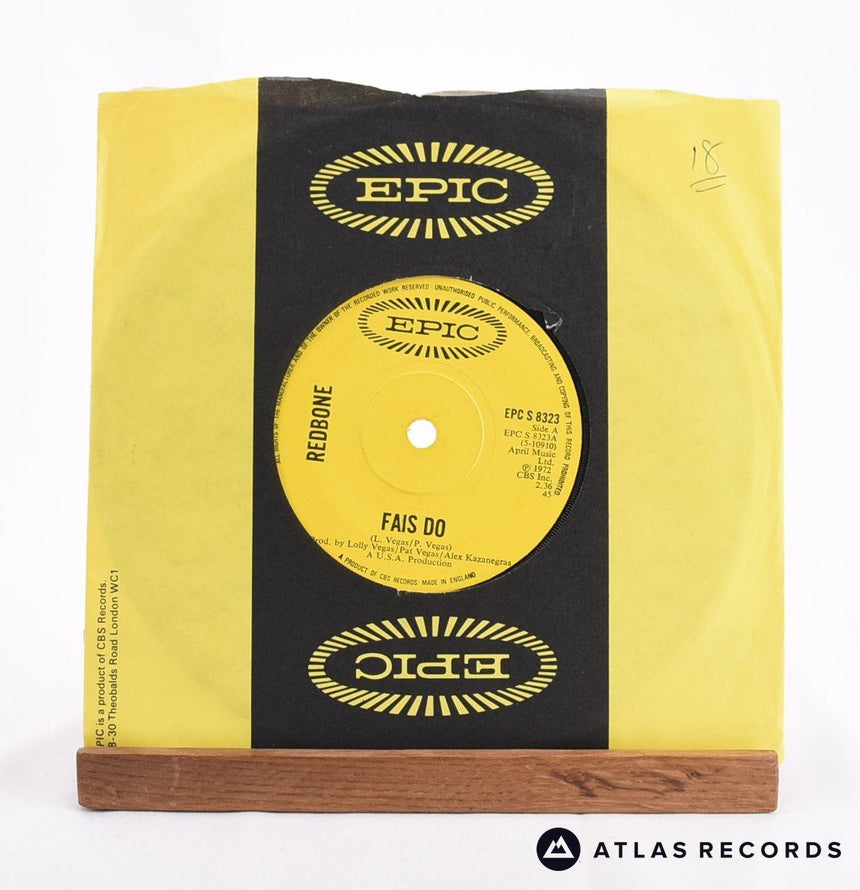 EPIC
18
ALL RIGHTS OF THE MANUFACTURER AND OF THE OWNER OF THE RECORDED WORK RESERVED · UNAUTHORISED PUBLIC PERFORMANCE, BROADCASTING AND COPYING OF THIS RECORD PROHIBITED
EPIC
REDBONE
EPC S 8323
Side A
EPC S 8323A
(5-10910)
April Music
Ltd.
℗ 1972
CBS Inc.
2.36
45
FAIS DO
(L. Vegas/P. Vegas)
Prod. by Lolly Vegas/Pat Vegas/Alex Kazanegras
A U.S.A. Production
A PRODUCT OF CBS RECORDS · MADE IN ENGLAND
EPIC
PIC is a product of CBS Records.
8-30 Theobalds Road London WC1
ATLAS RECORDS